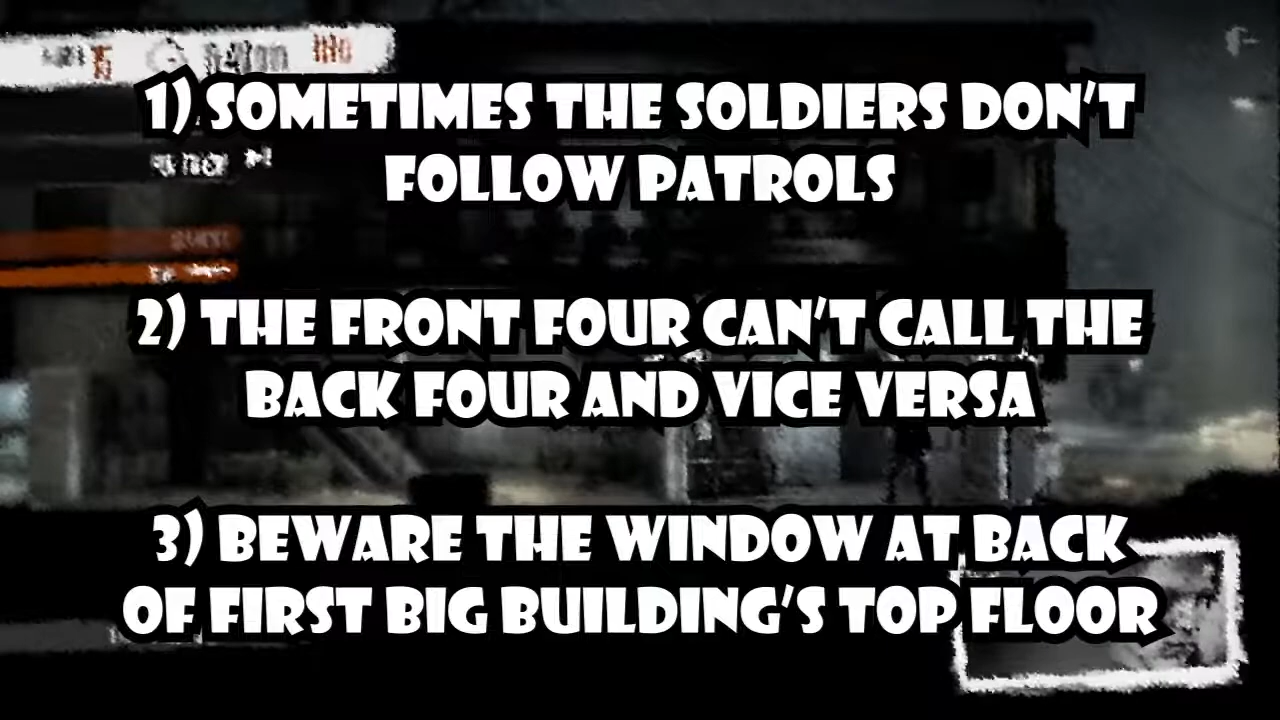 1) SOMETIMES THE SOLDIERS DON'T
FOLLOW PATROLS
2) THE FRONT FOUR CAN'T CALL THE
BACK FOUR AND VICE VERSA
3) BEWARE THE WINDOW AT BACK
OF FIRST BIG BUILDING'S TOP FLOOR